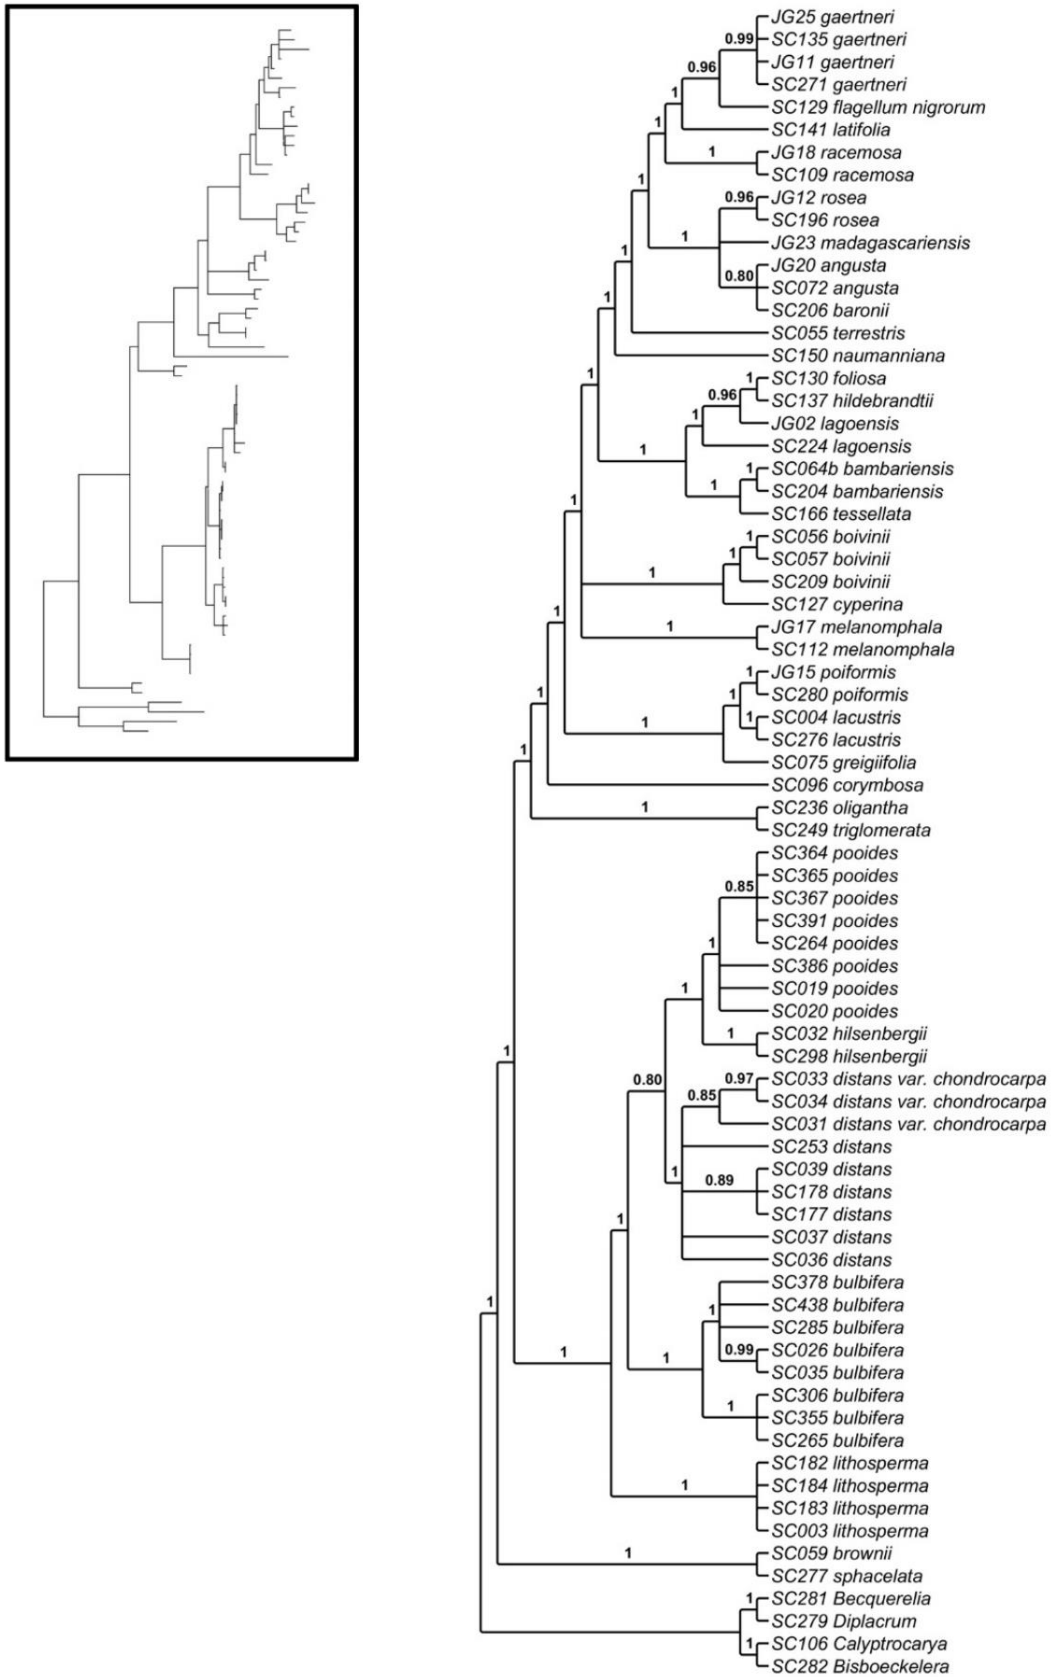 JG25 gaertneri
0.99
SC135 gaertneri
JG11 gaertneri
0.96
SC271 gaertneri
1
SC129 flagellum nigrorum
1
SC141 latifolia
1
JG18 racemosa
SC109 racemosa
1
0.96
JG12 rosea
SC196 rosea
1
JG23 madagascariensis
1
JG20 angusta
0.80
SC072 angusta
1
SC206 baronii
SC055 terrestris
SC150 naumanniana
1
1
SC130 foliosa
0.96
SC137 hildebrandtii
1
JG02 lagoensis
1
SC224 lagoensis
1
SC064b bambariensis
1
SC204 bambariensis
1
SC166 tessellata
1
SC056 boivinii
1
SC057 boivinii
1
SC209 boivinii
SC127 cyperina
1
1
JG17 melanomphala
SC112 melanomphala
1
JG15 poiformis
1
1
SC280 poiformis
1
1
SC004 lacustris
SC276 lacustris
1
SC075 greigiifolia
SC096 corymbosa
1
SC236 oligantha
SC249 triglomerata
SC364 pooides
SC365 pooides
0.85
SC367 pooides
SC391 pooides
1
SC264 pooides
SC386 pooides
1
SC019 pooides
SC020 pooides
1
SC032 hilsenbergii
1
SC298 hilsenbergii
0.80
0.97
SC033 distans var. chondrocarpa
0.85
SC034 distans var. chondrocarpa
SC031 distans var. chondrocarpa
SC253 distans
1
SC039 distans
0.89
SC178 distans
SC177 distans
1
SC037 distans
SC036 distans
SC378 bulbifera
1
1
SC438 bulbifera
SC285 bulbifera
1
1
0.99
SC026 bulbifera
SC035 bulbifera
SC306 bulbifera
1
SC355 bulbifera
SC265 bulbifera
SC182 lithosperma
1
SC184 lithosperma
SC183 lithosperma
SC003 lithosperma
1
SC059 brownii
SC277 sphacelata
1
SC281 Becquerelia
SC279 Diplacrum
1
SC106 Calyptrocarya
SC282 Bisboeckelera